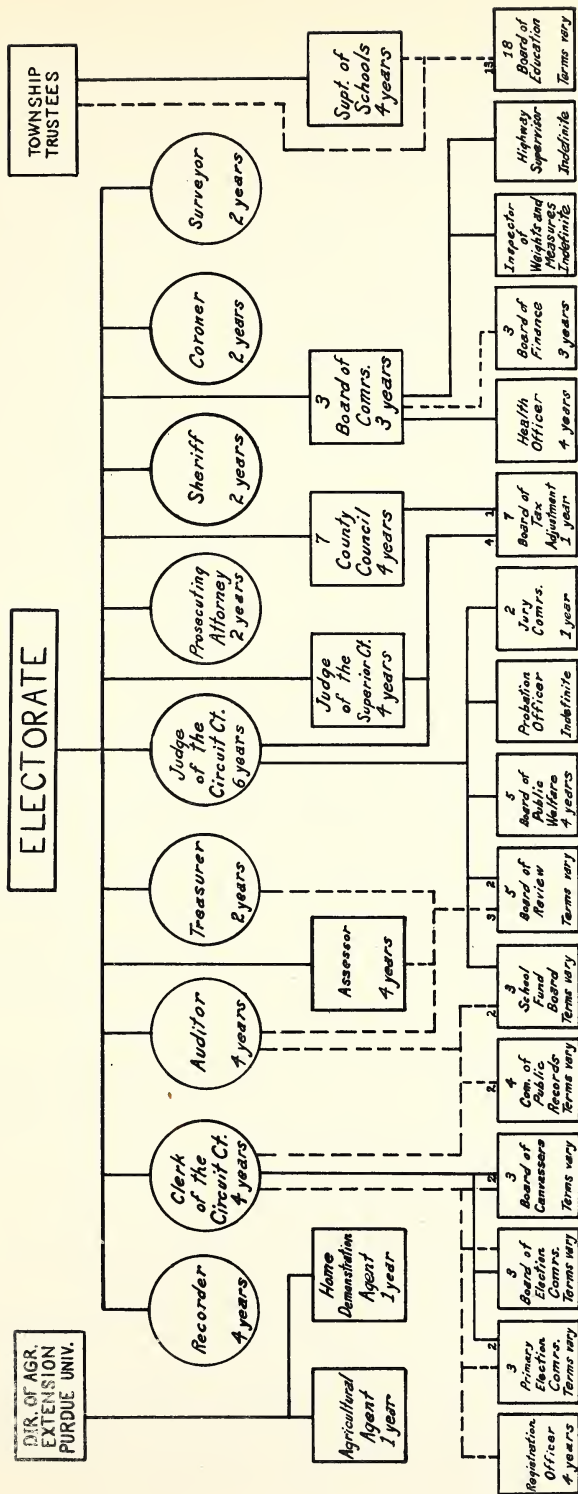 ELECTORATE
DIR. OF AGR.
EXTENSION
PURDUE UNIV.
TOWNSHIP
TRUSTEES
Recorder
4 years
Clerk
of the
Circuit Ct.
4 years
Auditor
4 years
Treasurer
2 years
Judge
of the
Circuit Ct.
6 years
Prosecuting
Attorney
2 years
Sheriff
2 years
Coroner
2 years
Surveyor
2 years
Agricultural
Agent
1 year
Home
Demonstration
Agent
1 year
Assessor
4 years
Judge
of the
Superior Ct.
4 years
7
County
Council
4 years
3
Board of
Comrs.
3 years
Supt. of
Schools
4 years
Registration
Officer
4 years
2
3
Primary
Election
Comrs.
Terms vary
3
Board of
Election
Comrs.
Terms vary
2
3
Board of
Canvassers
Terms vary
2
4
Com. of
Public
Records
Terms vary
2
3
School
Fund
Board
Terms vary
3 2
5
Board of
Review
Terms vary
5
Board of
Public
Welfare
4 years
Probation
Officer
Indefinite
2
Jury
Comrs.
1 year
4 1
7
Board of
Tax
Adjustment
1 year
Health
Officer
4 years
3
Board of
Finance
3 years
Inspector
of
Weights and
Measures
Indefinite
Highway
Supervisor
Indefinite
18
Board of
Education
Terms vary